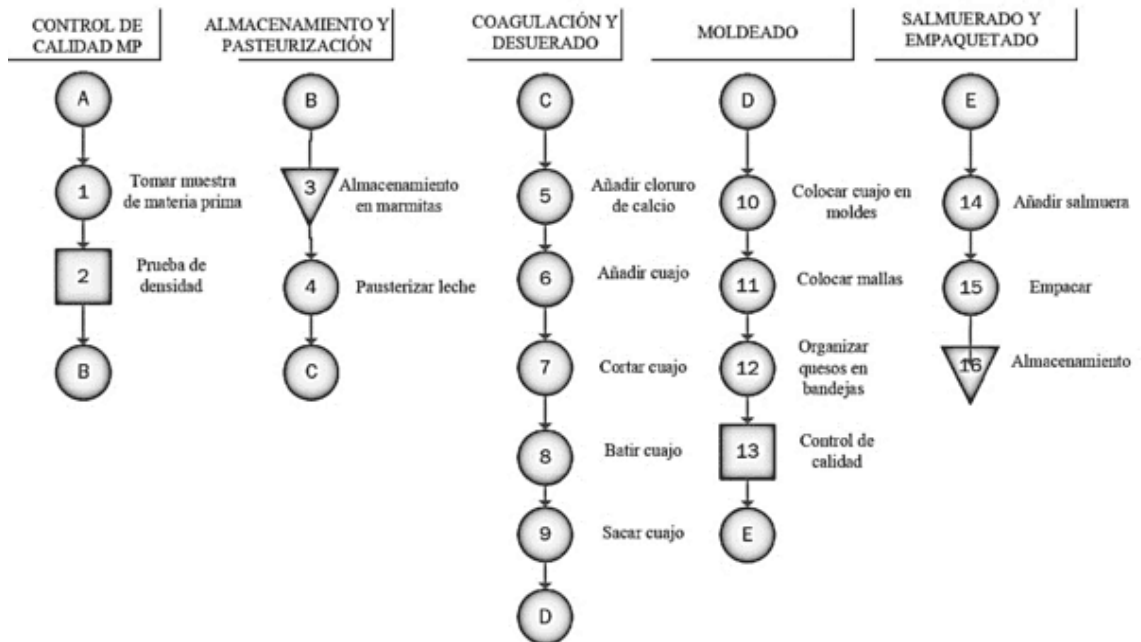 CONTROL DE
CALIDAD MP
A
1
Tomar muestra
de materia prima
2
Prueba de
densidad
B
ALMACENAMIENTO Y
PASTEURIZACIÓN
B
3
Almacenamiento
en marmitas
4
Pausterizar leche
C
COAGULACIÓN Y
DESUERADO
C
5
Añadir cloruro
de calcio
6
Añadir cuajo
7
Cortar cuajo
8
Batir cuajo
9
Sacar cuajo
D
MOLDEADO
D
10
Colocar cuajo en
moldes
11
Colocar mallas
12
Organizar
quesos en
bandejas
13
Control de
calidad
E
SALMUERADO Y
EMPAQUETADO
E
14
Añadir salmuera
15
Empacar
16
Almacenamiento